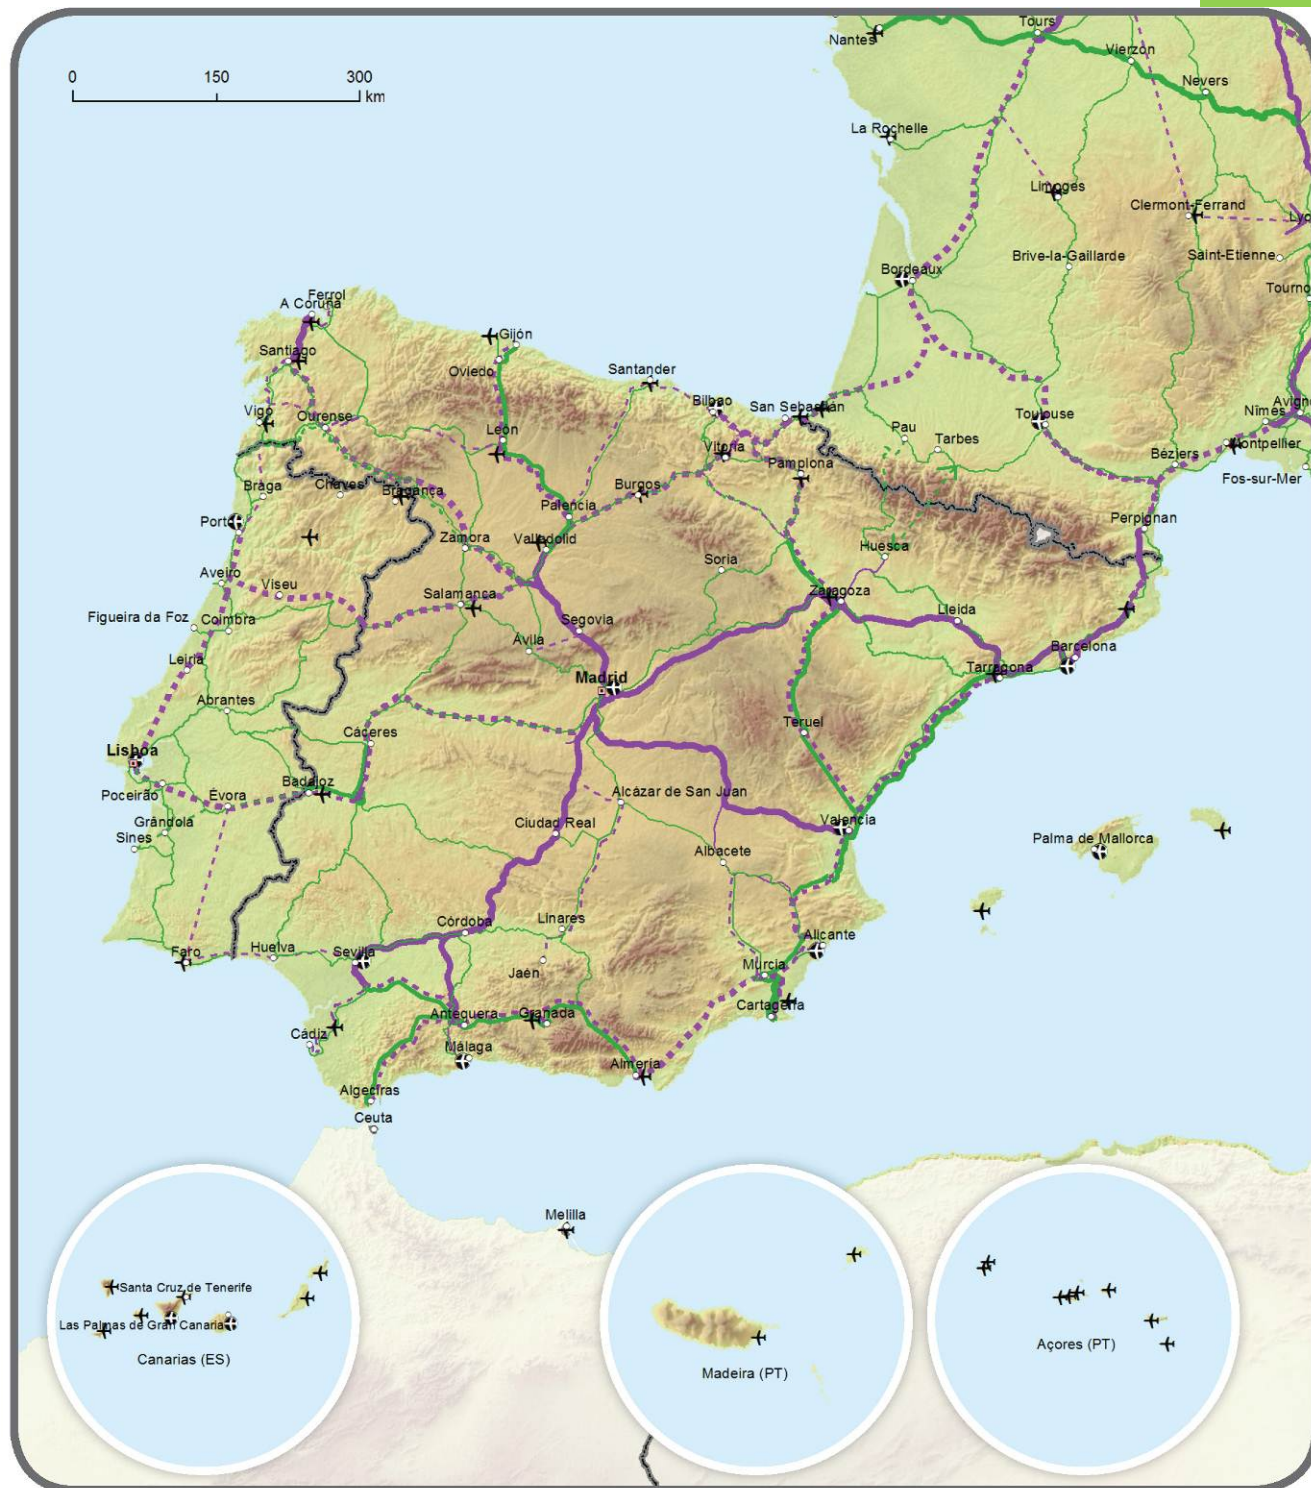 Tours
Nantes
Vierzon
0 150 300
km
Nevers
La Rochelle
Limoges
Clermont-Ferrand
Brive-la-Gaillarde
Saint-Etienne
Bordeaux
Ferrol
A Coruña
Gijón
Santiago
Oviedo
Santander
Bilbao
San Sebastián
Vigo
Ourense
Toulouse
Nîmes
León
Pau
Tarbes
Montpellier
Vitoria
Pamplona
Béziers
Fos-sur-Mer
Braga
Chaves
Bragança
Burgos
Palencia
Perpignan
Zamora
Valladolid
Huesca
Soria
Aveiro
Viseu
Salamanca
Zaragoza
Lleida
Figueira da Foz
Coimbra
Segovia
Ávila
Barcelona
Leiria
Tarragona
Madrid
Abrantes
Teruel
Cáceres
Lisboa
Badajoz
Poceirão
Évora
Alcázar de San Juan
Grândola
Sines
Ciudad Real
Valencia
Albacete
Palma de Mallorca
Córdoba
Linares
Alicante
Faro
Huelva
Sevilla
Jaén
Murcia
Cartagena
Antequera
Granada
Cádiz
Málaga
Almería
Algeciras
Ceuta
Melilla
Santa Cruz de Tenerife
Las Palmas de Gran Canaria
Canarias (ES)
Madeira (PT)
Açores (PT)